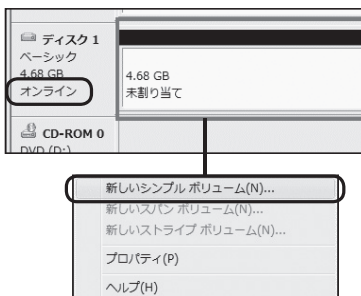 ディスク 1
ベーシック
4.68 GB
オンライン
4.68 GB
未割り当て
CD-ROM 0
DVD (D:)
新しいシンプル ボリューム(N)...
新しいスパン ボリューム(N)...
新しいストライプ ボリューム(N)...
プロパティ(P)
ヘルプ(H)